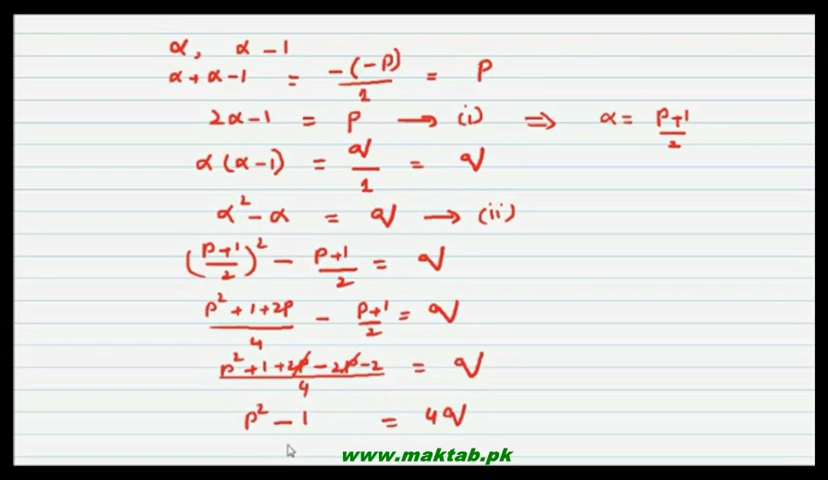 α, α − 1
α + α − 1 = −(−P)/1 = P
2α − 1 = P → (i) ⇒ α = P+1/2
α(α − 1) = q/1 = q
α² − α = q → (ii)
(P+1/2)² − P+1/2 = q
P² + 1 + 2P/4 − P+1/2 = q
P² + 1 + 2P − 2P − 2/4 = q
P² − 1 = 4q
www.maktab.pk